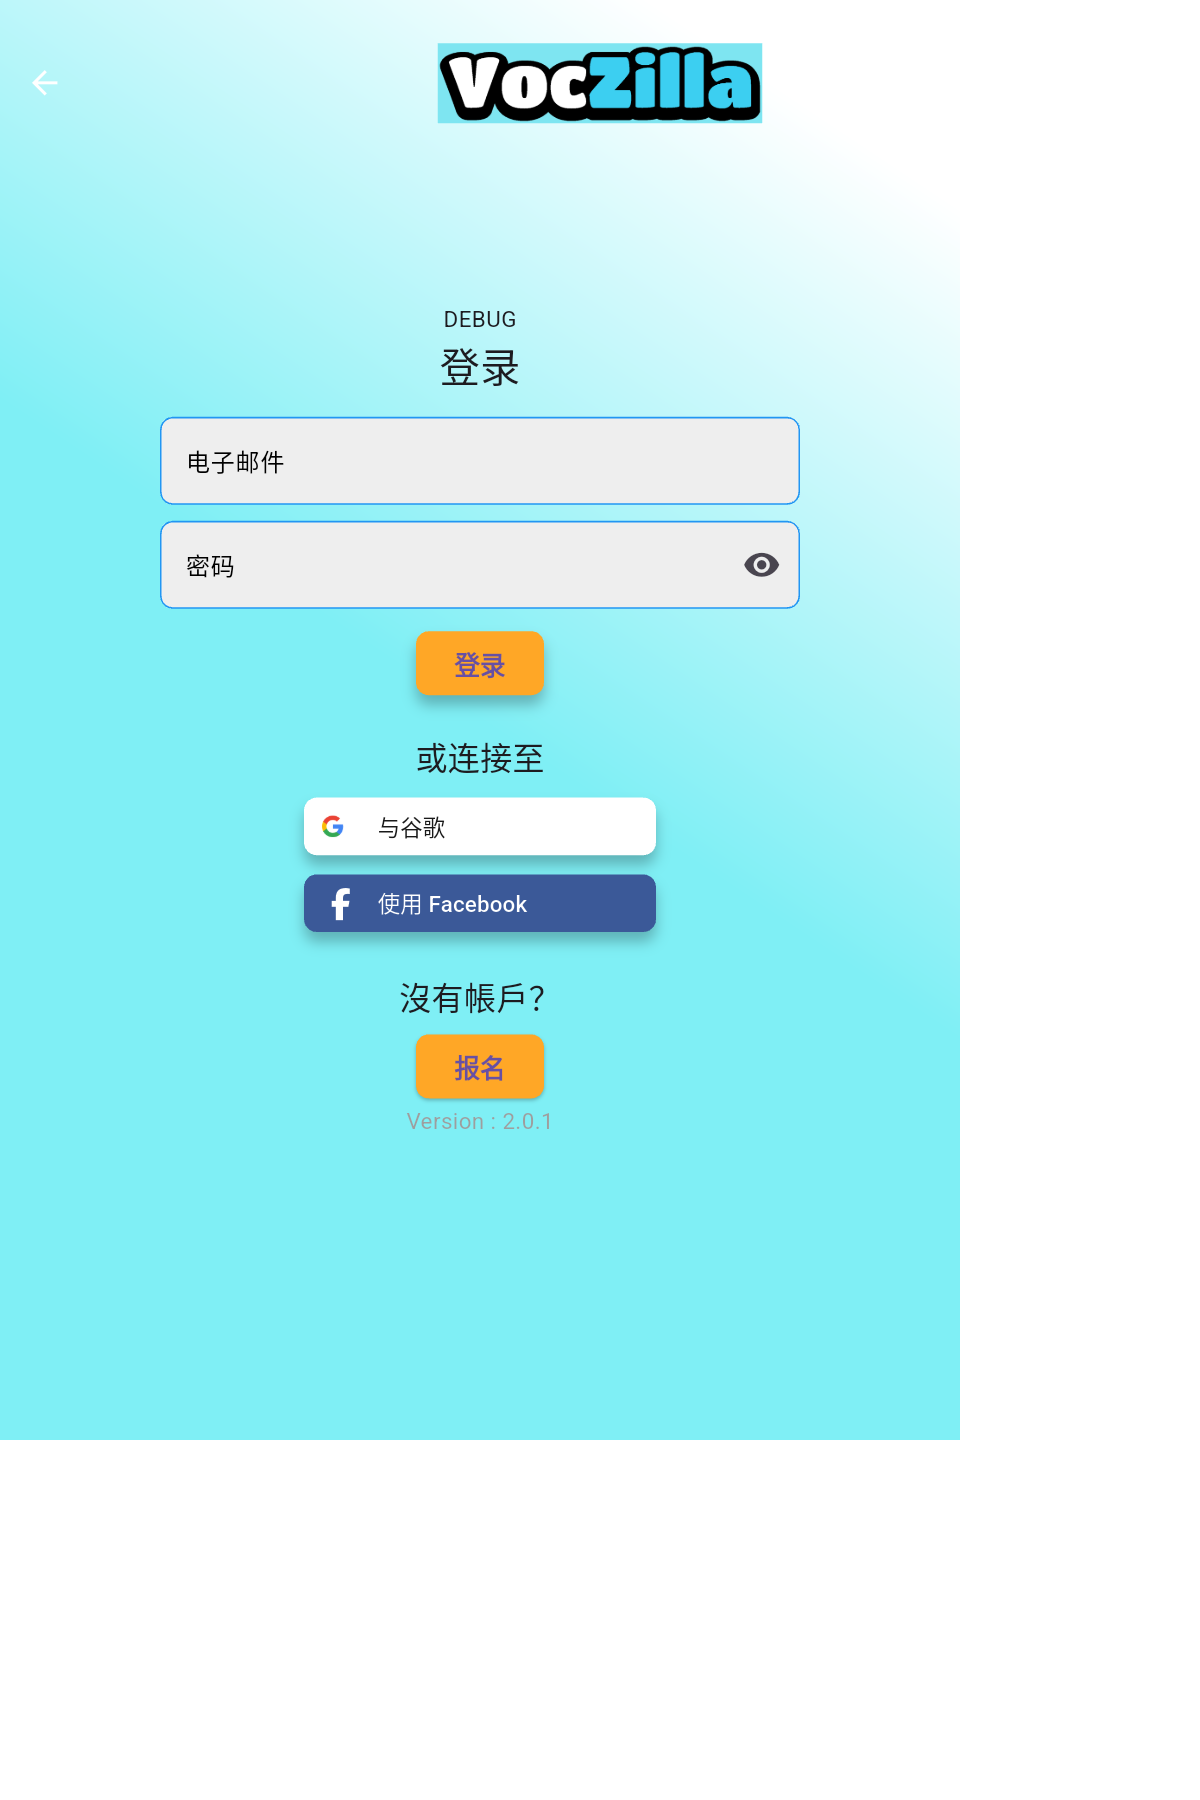 VocZilla
DEBUG
登录
电子邮件
密码
登录
或连接至
与谷歌
使用 Facebook
沒有帳戶？
报名
Version : 2.0.1